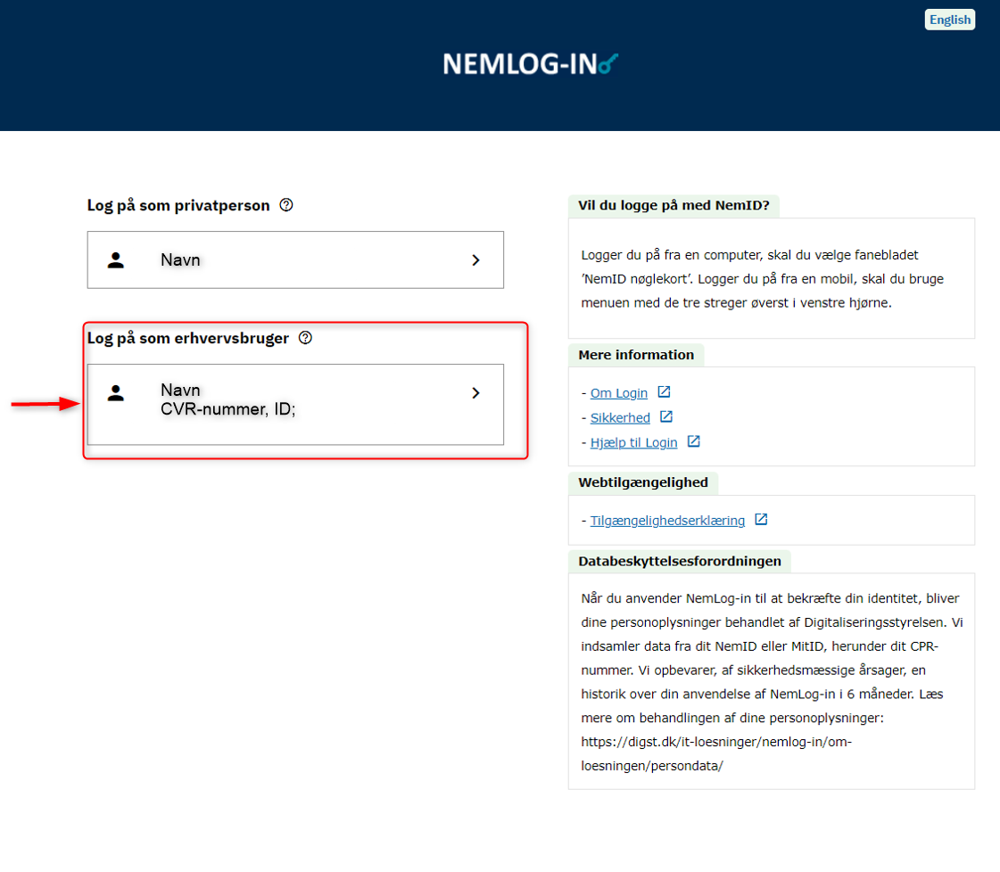 English
NEMLOG-IN
Log på som privatperson
Navn
Log på som erhvervsbruger
Navn
CVR-nummer, ID;
Vil du logge på med NemID?
Logger du på fra en computer, skal du vælge fanebladet
’NemID nøglekort’. Logger du på fra en mobil, skal du bruge
menuen med de tre streger øverst i venstre hjørne.
Mere information
- Om Login
- Sikkerhed
- Hjælp til Login
Webtilgængelighed
- Tilgængelighedserklæring
Databeskyttelsesforordningen
Når du anvender NemLog-in til at bekræfte din identitet, bliver
dine personoplysninger behandlet af Digitaliseringsstyrelsen. Vi
indsamler data fra dit NemID eller MitID, herunder dit CPR-
nummer. Vi opbevarer, af sikkerhedsmæssige årsager, en
historik over din anvendelse af NemLog-in i 6 måneder. Læs
mere om behandlingen af dine personoplysninger:
https://digst.dk/it-loesninger/nemlog-in/om-
loesningen/persondata/